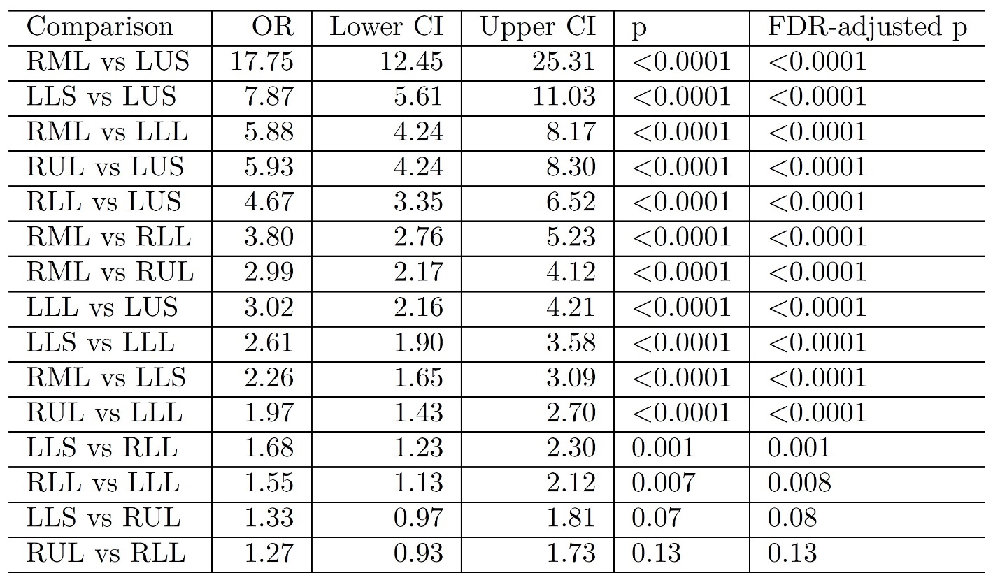 Comparison OR Lower CI Upper CI p FDR-adjusted p
RML vs LUS 17.75 12.45 25.31 <0.0001 <0.0001
LLS vs LUS 7.87 5.61 11.03 <0.0001 <0.0001
RML vs LLL 5.88 4.24 8.17 <0.0001 <0.0001
RUL vs LUS 5.93 4.24 8.30 <0.0001 <0.0001
RLL vs LUS 4.67 3.35 6.52 <0.0001 <0.0001
RML vs RLL 3.80 2.76 5.23 <0.0001 <0.0001
RML vs RUL 2.99 2.17 4.12 <0.0001 <0.0001
LLL vs LUS 3.02 2.16 4.21 <0.0001 <0.0001
LLS vs LLL 2.61 1.90 3.58 <0.0001 <0.0001
RML vs LLS 2.26 1.65 3.09 <0.0001 <0.0001
RUL vs LLL 1.97 1.43 2.70 <0.0001 <0.0001
LLS vs RLL 1.68 1.23 2.30 0.001 0.001
RLL vs LLL 1.55 1.13 2.12 0.007 0.008
LLS vs RUL 1.33 0.97 1.81 0.07 0.08
RUL vs RLL 1.27 0.93 1.73 0.13 0.13